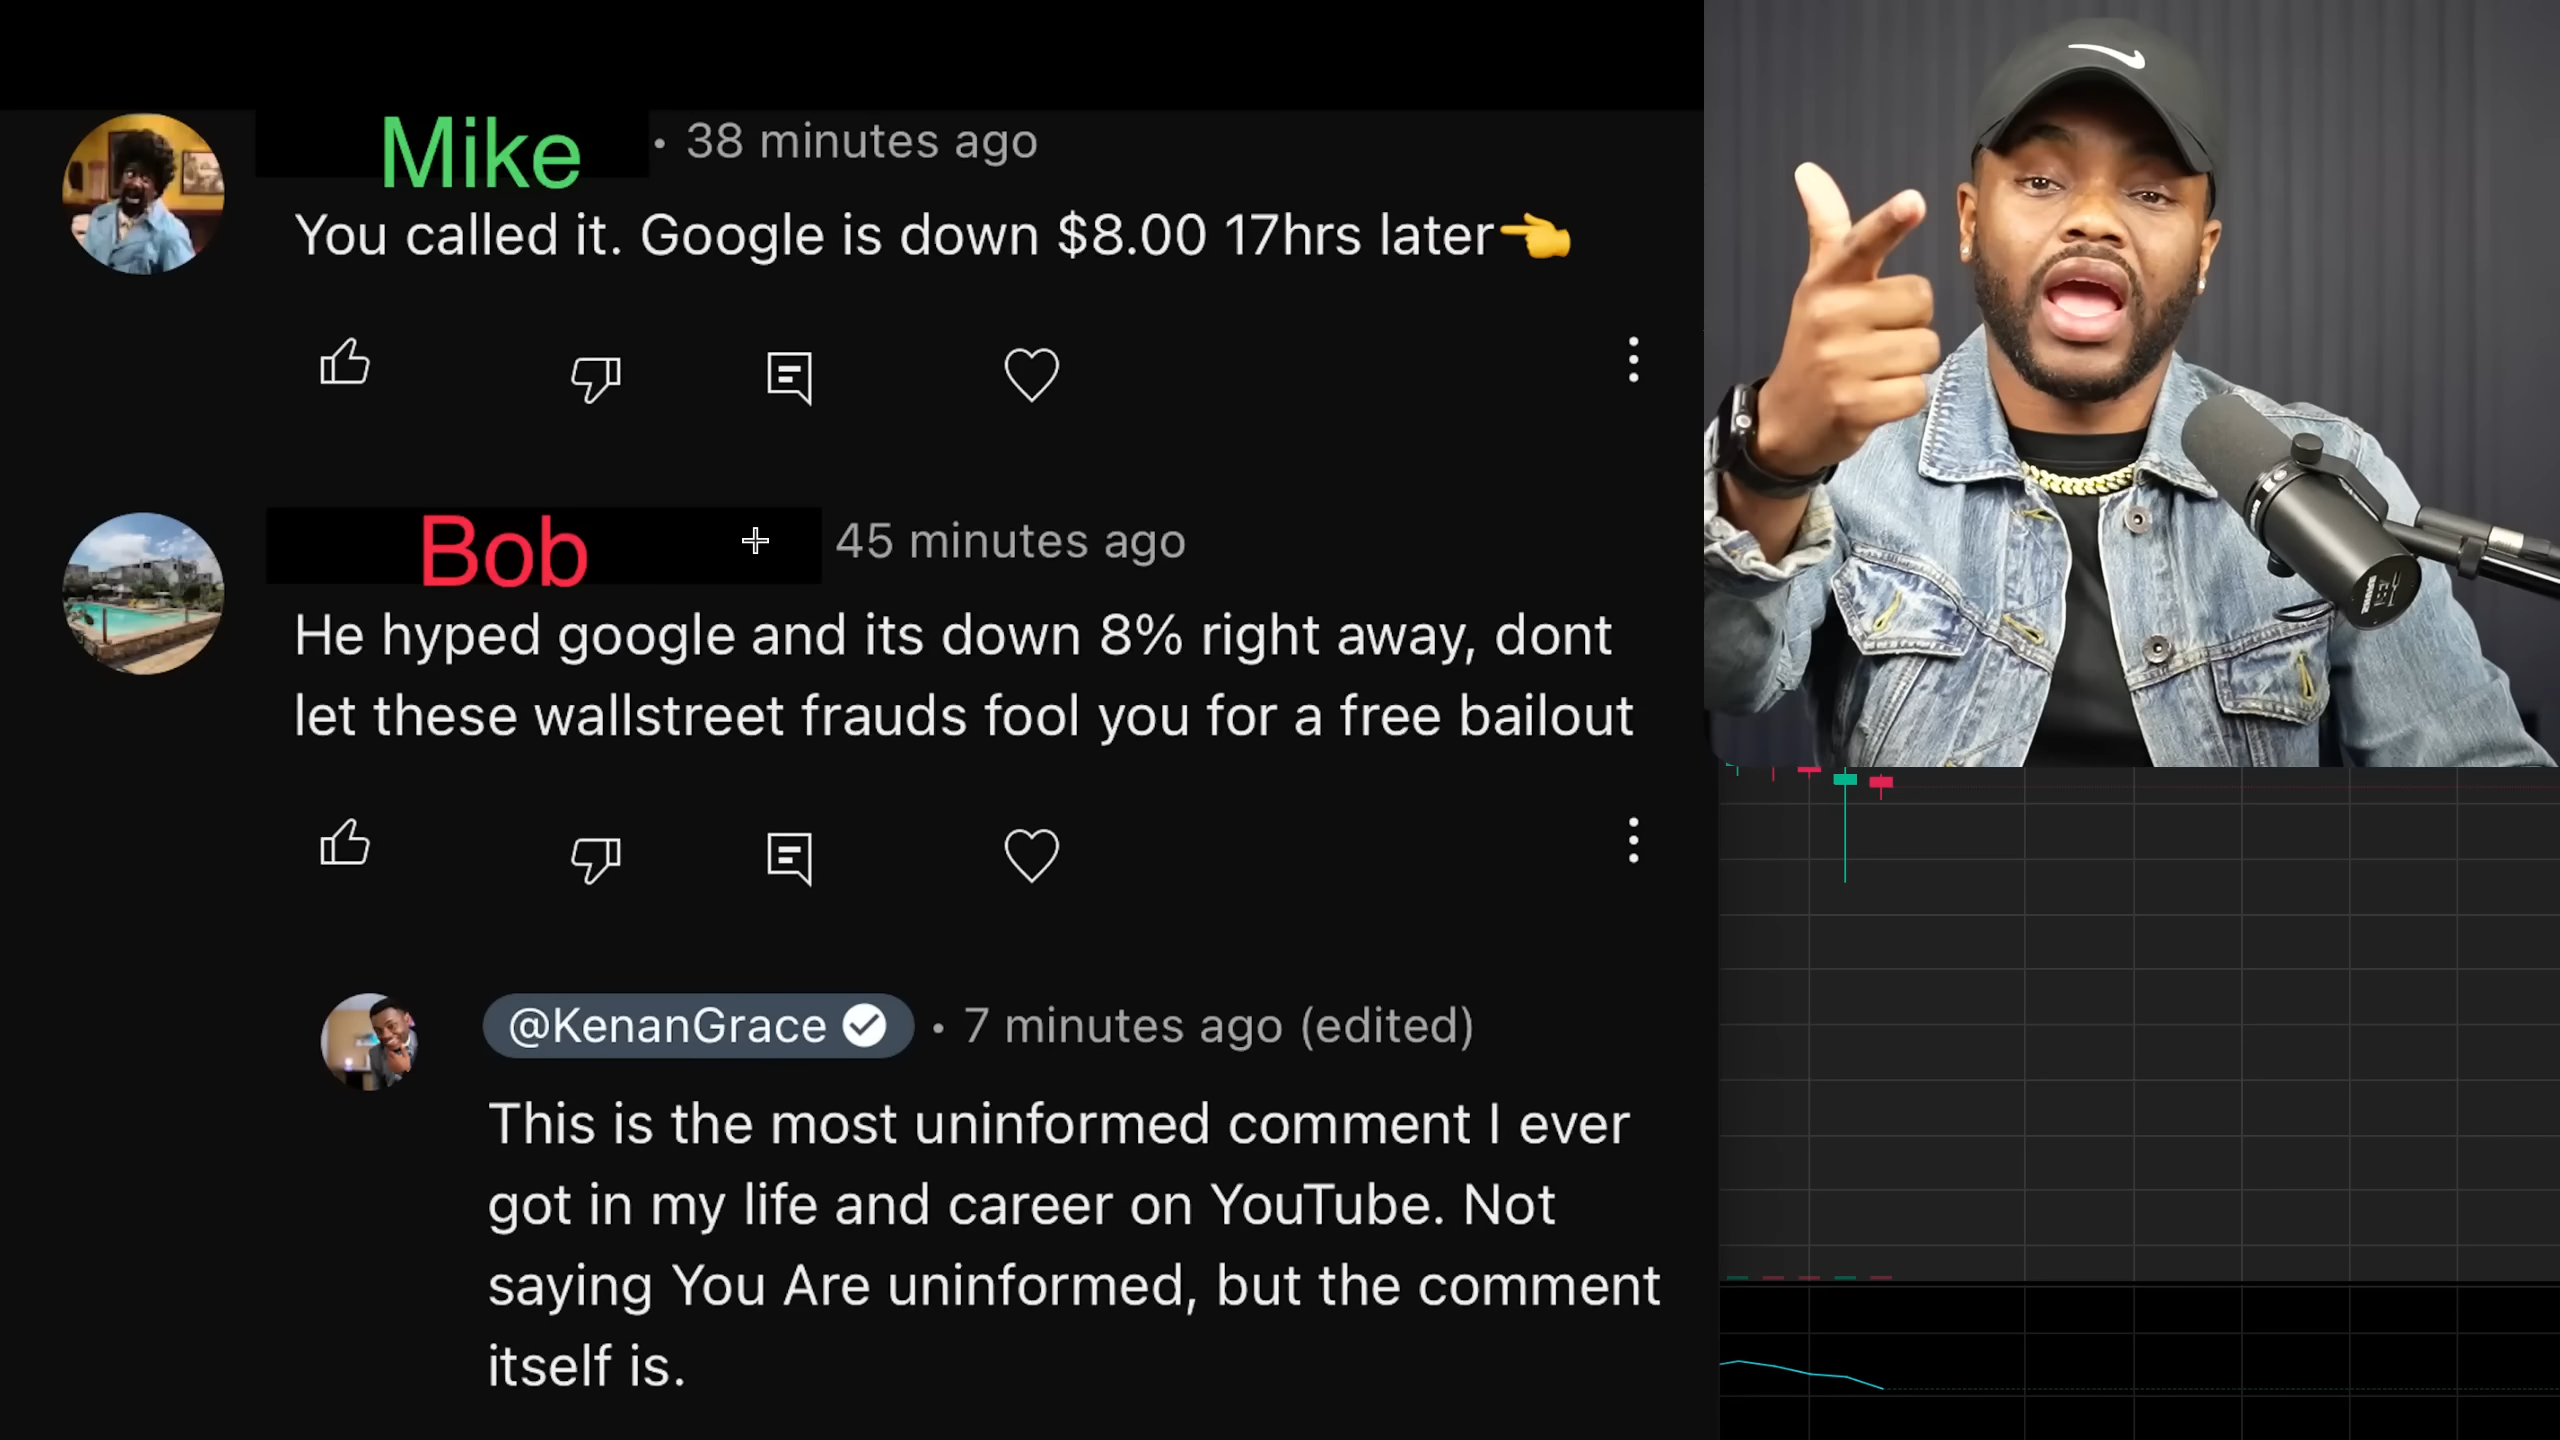 Mike
• 38 minutes ago
You called it. Google is down $8.00 17hrs later👈
Bob
45 minutes ago
He hyped google and its down 8% right away, dont
let these wallstreet frauds fool you for a free bailout
@KenanGrace • 7 minutes ago (edited)
This is the most uninformed comment I ever
got in my life and career on YouTube. Not
saying You Are uninformed, but the comment
itself is.